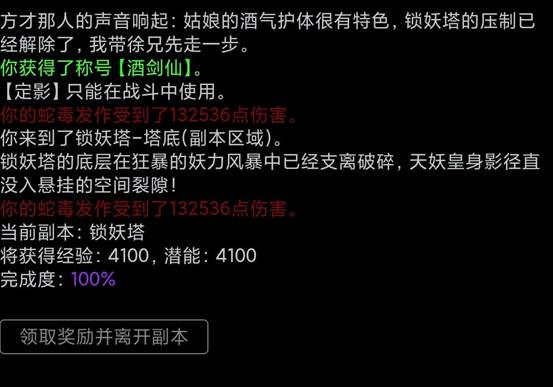 方才那人的声音响起：姑娘的酒气护体很有特色，锁妖塔的压制已
经解除了，我带徐兄先走一步。
你获得了称号【酒剑仙】。
【定影】只能在战斗中使用。
你的蛇毒发作受到了132536点伤害。
你来到了锁妖塔-塔底(副本区域)。
锁妖塔的底层在狂暴的妖力风暴中已经支离破碎，天妖皇身影径直
没入悬挂的空间裂隙！
你的蛇毒发作受到了132536点伤害。
当前副本：锁妖塔
将获得经验：4100，潜能：4100
完成度：100%
领取奖励并离开副本